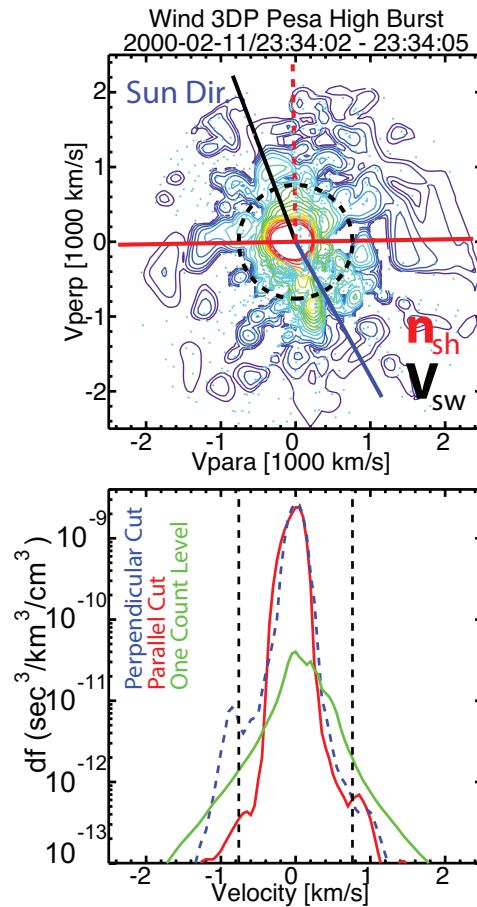 Wind 3DP Pesa High Burst
2000-02-11/23:34:02 - 23:34:05
Sun Dir.
Vperp [1000 km/s]
2
1
0
-1
-2
n_sh
V_sw
-2 -1 0 1 2
Vpara [1000 km/s]
df (sec^3/km^3/cm^3)
10^-9
10^-10
10^-11
10^-12
10^-13
Perpendicular Cut
Parallel Cut
One Count Level
-2 -1 0 1 2
Velocity [km/s]